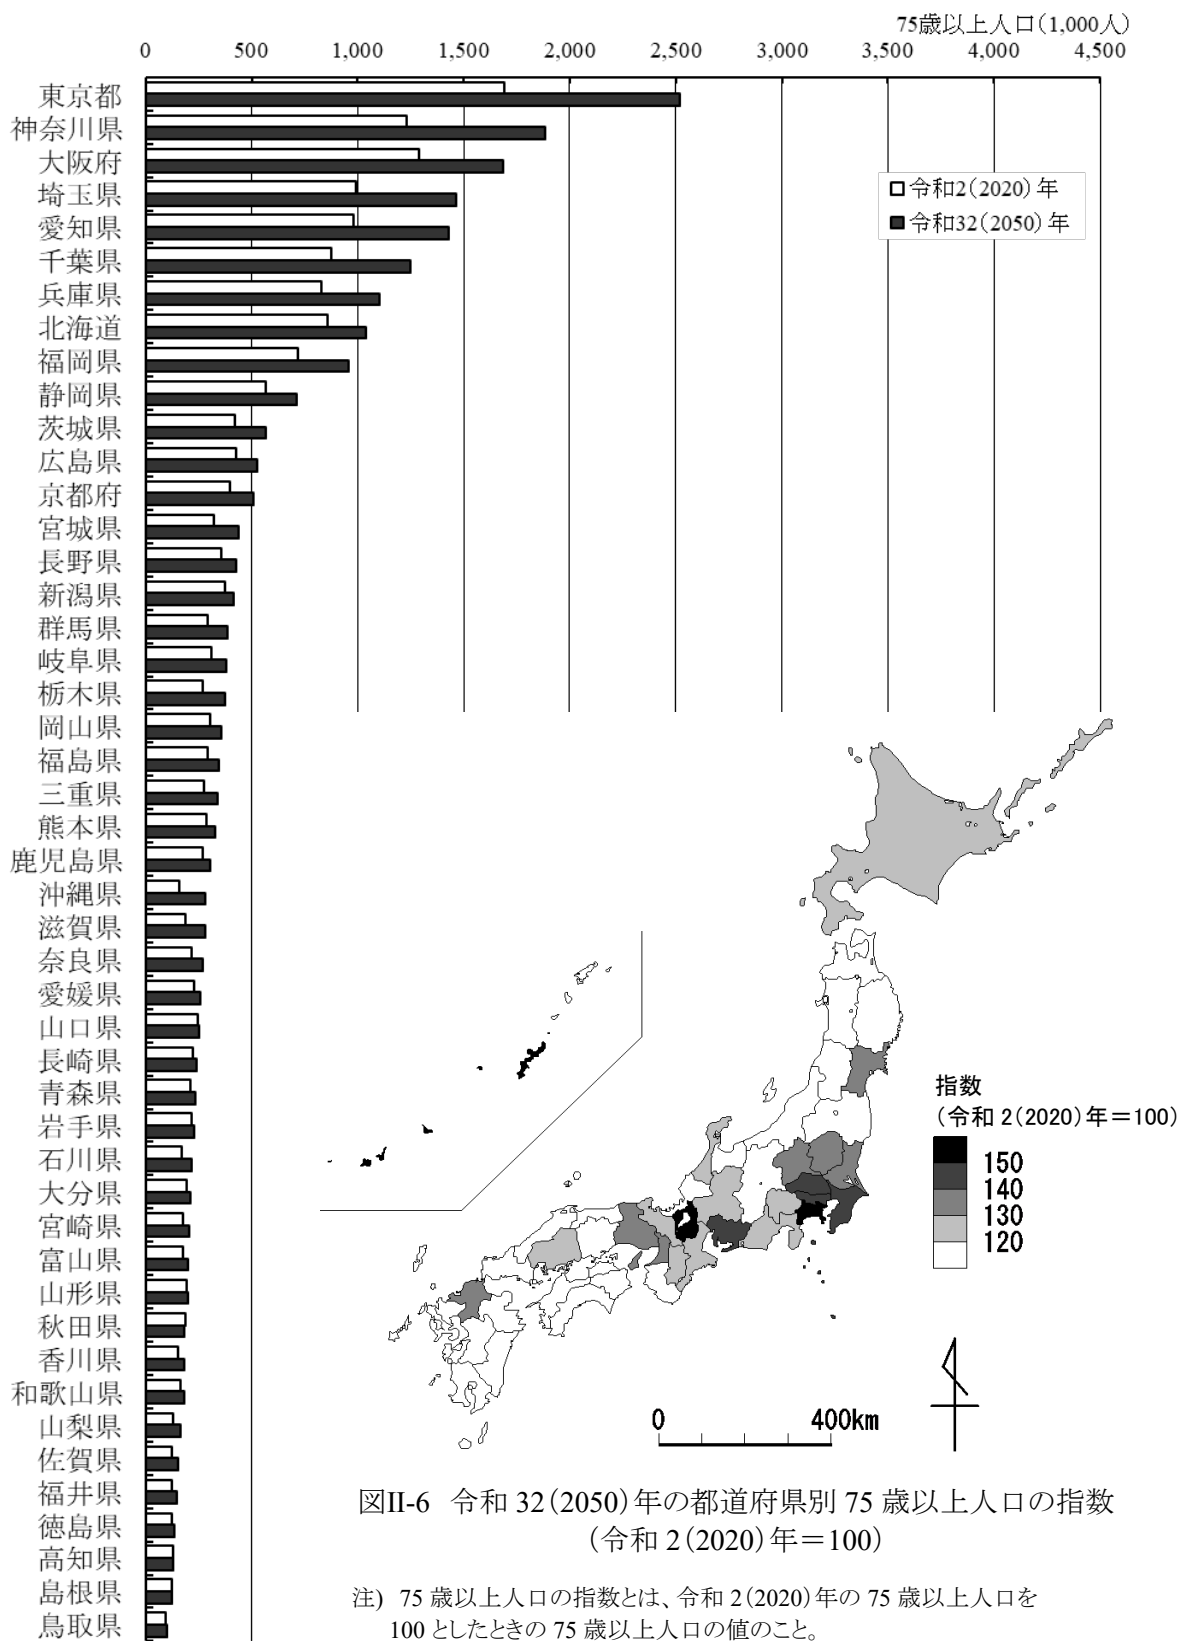 75歳以上人口(1,000人)
0 500 1,000 1,500 2,000 2,500 3,000 3,500 4,000 4,500
東京都
神奈川県
大阪府
埼玉県
愛知県
千葉県
兵庫県
北海道
福岡県
静岡県
茨城県
広島県
京都府
宮城県
長野県
新潟県
群馬県
岐阜県
栃木県
岡山県
福島県
三重県
熊本県
鹿児島県
沖縄県
滋賀県
奈良県
愛媛県
山口県
長崎県
青森県
岩手県
石川県
大分県
宮崎県
富山県
山形県
秋田県
香川県
和歌山県
山梨県
佐賀県
福井県
徳島県
高知県
島根県
鳥取県
令和2(2020)年
令和32(2050)年
指数
(令和 2(2020)年＝100)
150
140
130
120
0 400km
図II-6 令和 32(2050)年の都道府県別 75 歳以上人口の指数
(令和 2(2020)年＝100)
注) 75 歳以上人口の指数とは、令和 2(2020)年の 75 歳以上人口を
100 としたときの 75 歳以上人口の値のこと。